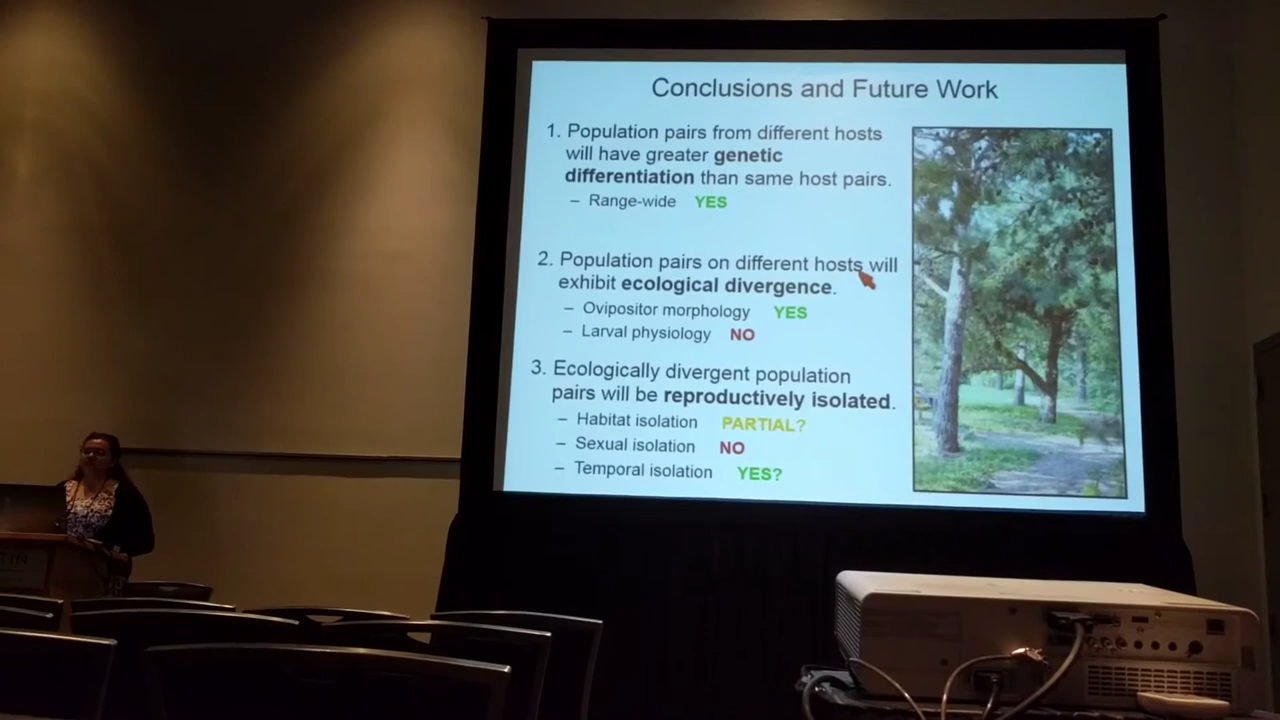 Conclusions and Future Work
1. Population pairs from different hosts
will have greater genetic
differentiation than same host pairs.
– Range-wide YES
2. Population pairs on different hosts will
exhibit ecological divergence.
– Ovipositor morphology YES
– Larval physiology NO
3. Ecologically divergent population
pairs will be reproductively isolated.
– Habitat isolation PARTIAL?
– Sexual isolation NO
– Temporal isolation YES?